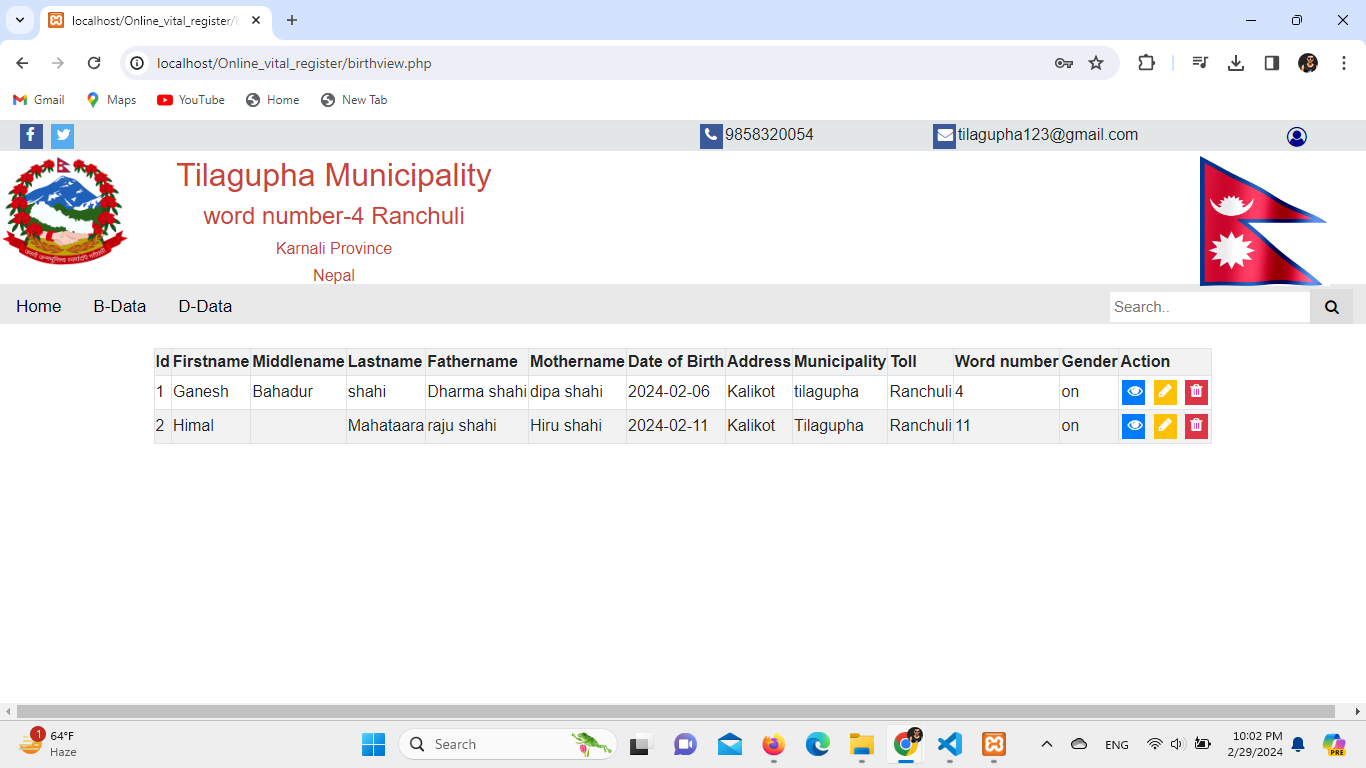 localhost/Online_vital_register/
localhost/Online_vital_register/birthview.php
Gmail Maps YouTube Home New Tab
9858320054 tilagupha123@gmail.com
Tilagupha Municipality
word number-4 Ranchuli
Karnali Province
Nepal
Home B-Data D-Data Search..
Id Firstname Middlename Lastname Fathername Mothername Date of Birth Address Municipality Toll Word number Gender Action
1 Ganesh Bahadur shahi Dharma shahi dipa shahi 2024-02-06 Kalikot tilagupha Ranchuli 4 on
2 Himal Mahataara raju shahi Hiru shahi 2024-02-11 Kalikot Tilagupha Ranchuli 11 on
1 64°F
Haze
Search
ENG
10:02 PM
2/29/2024
PRE